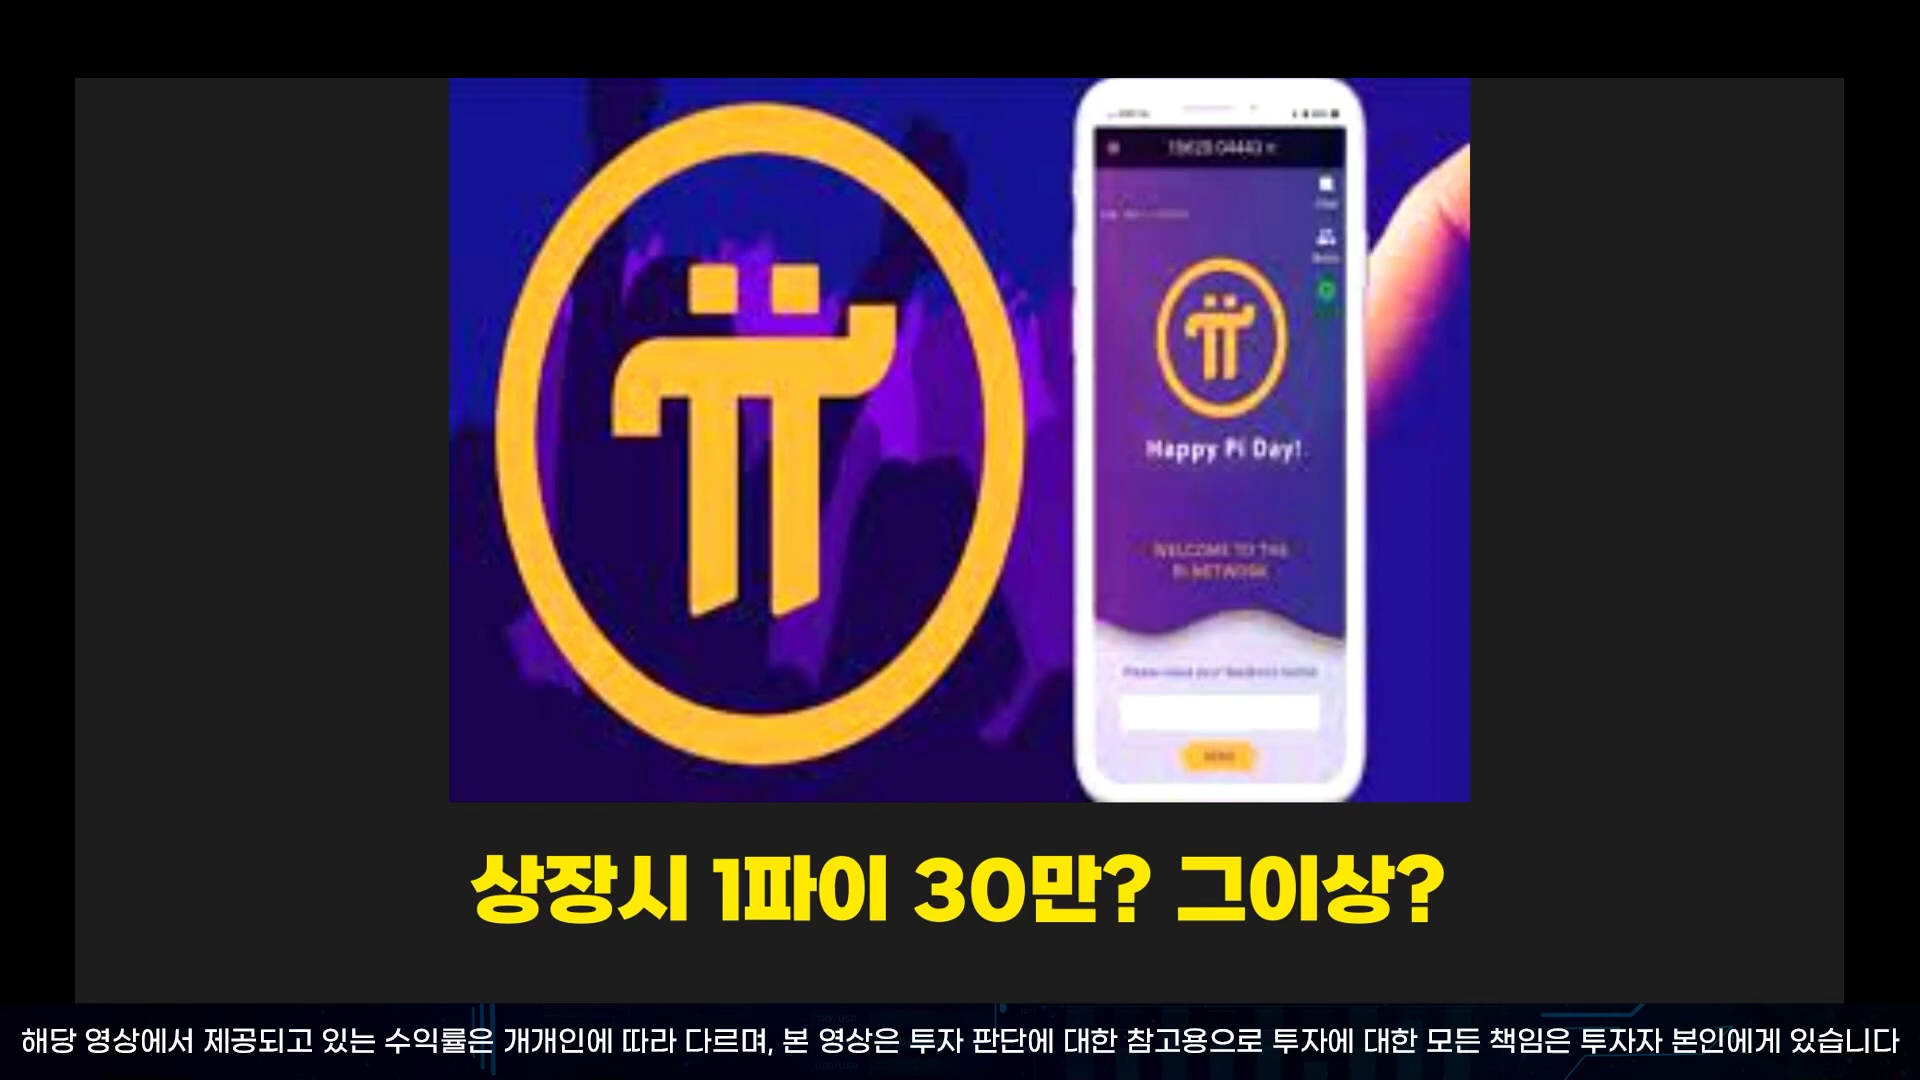 Happy Pi Day!
WELCOME TO THE
PI NETWORK
상장시 1파이 30만? 그이상?
해당 영상에서 제공되고 있는 수익률은 개개인에 따라 다르며, 본 영상은 투자 판단에 대한 참고용으로 투자에 대한 모든 책임은 투자자 본인에게 있습니다